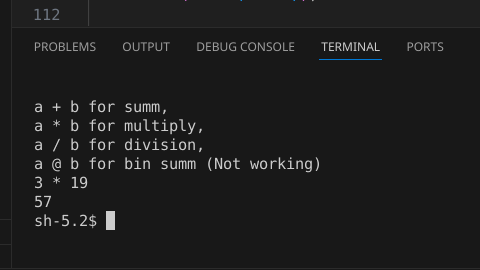 112
PROBLEMS OUTPUT DEBUG CONSOLE TERMINAL PORTS
a + b for summ,
a * b for multiply,
a / b for division,
a @ b for bin summ (Not working)
3 * 19
57
sh-5.2$